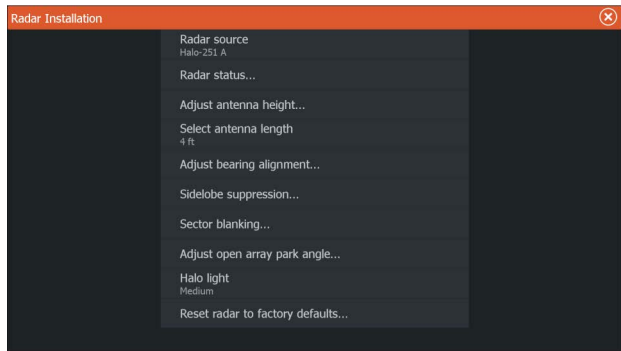 Radar Installation
Radar source
Halo-251 A
Radar status...
Adjust antenna height...
Select antenna length
4 ft
Adjust bearing alignment...
Sidelobe suppression...
Sector blanking...
Adjust open array park angle...
Halo light
Medium
Reset radar to factory defaults...